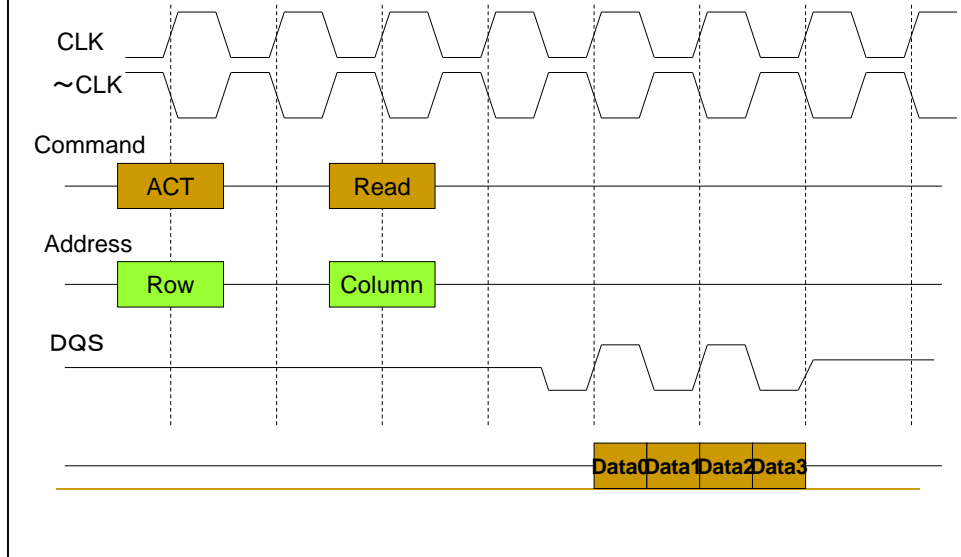 CLK
～CLK
Command
ACT Read
Address
Row Column
DQS
Data0 Data1 Data2 Data3